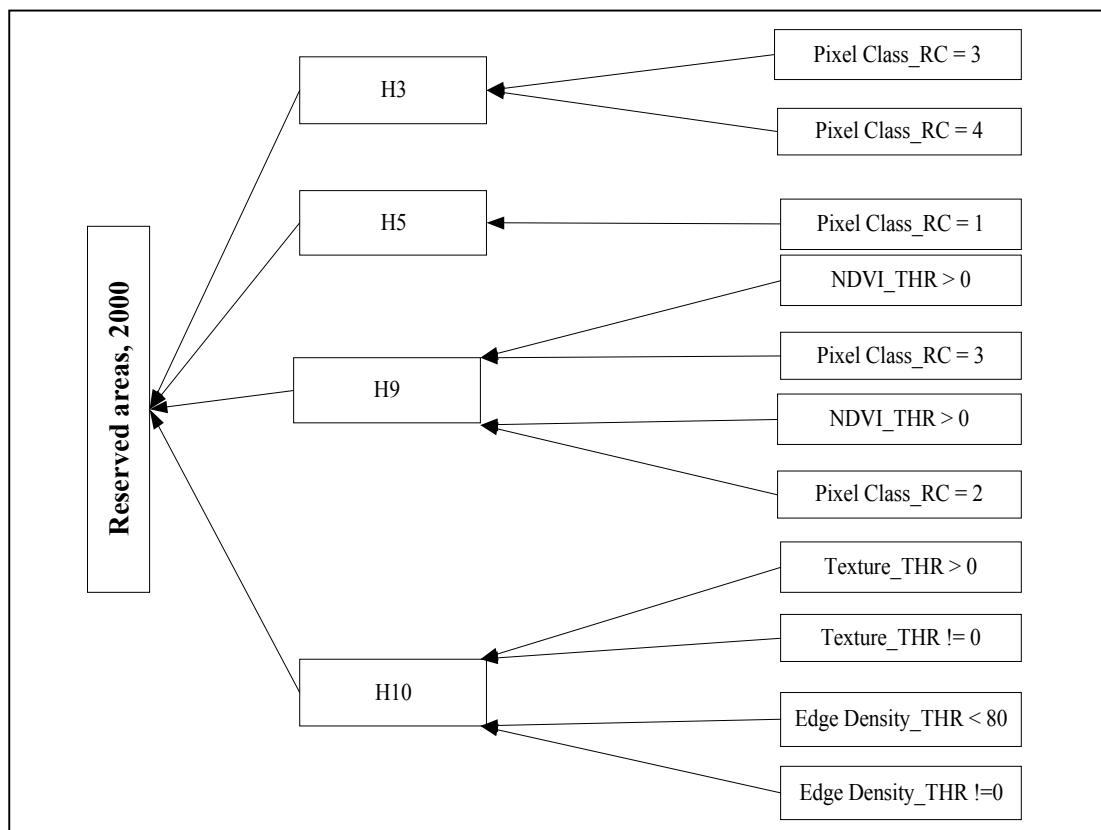 Reserved areas, 2000
H3
Pixel Class_RC = 3
Pixel Class_RC = 4
H5
Pixel Class_RC = 1
H9
NDVI_THR > 0
Pixel Class_RC = 3
NDVI_THR > 0
Pixel Class_RC = 2
H10
Texture_THR > 0
Texture_THR != 0
Edge Density_THR < 80
Edge Density_THR !=0